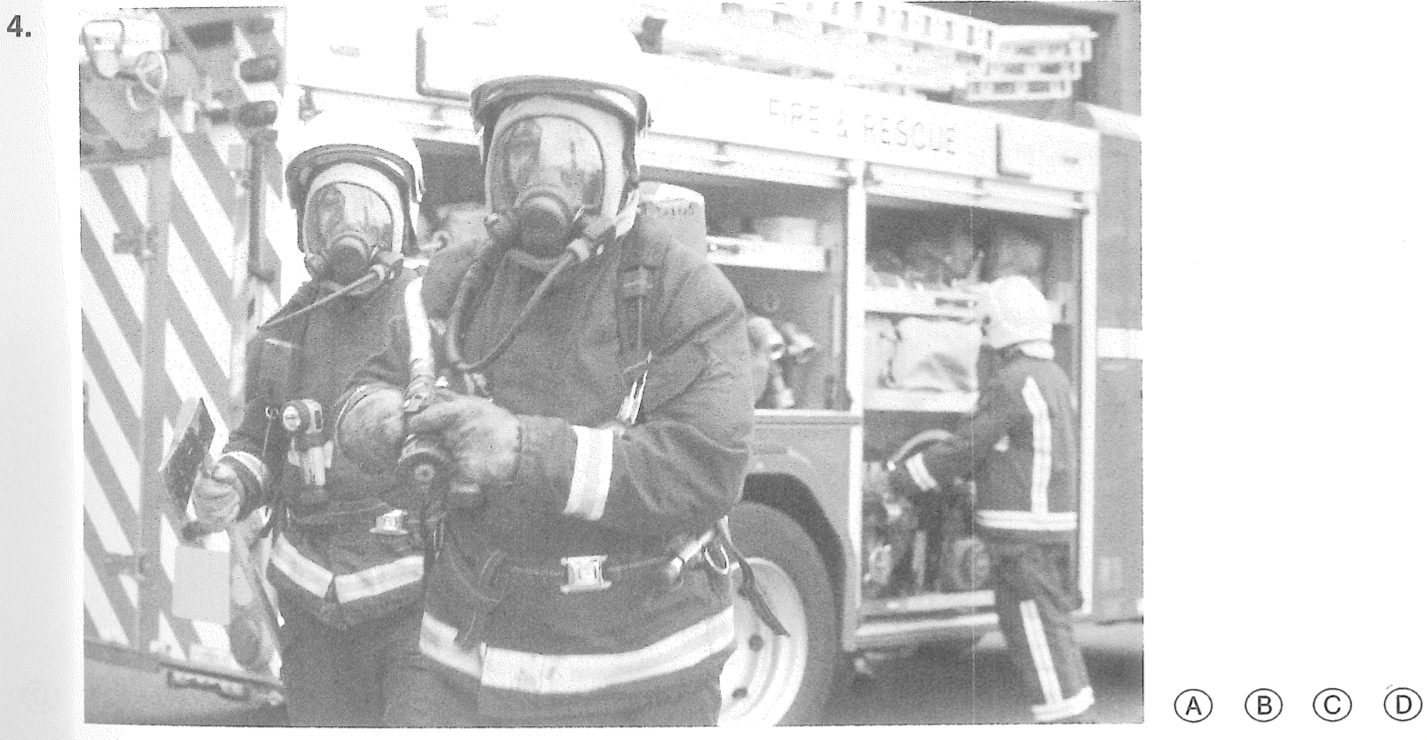 4.
FIRE & RESCUE
A B C D